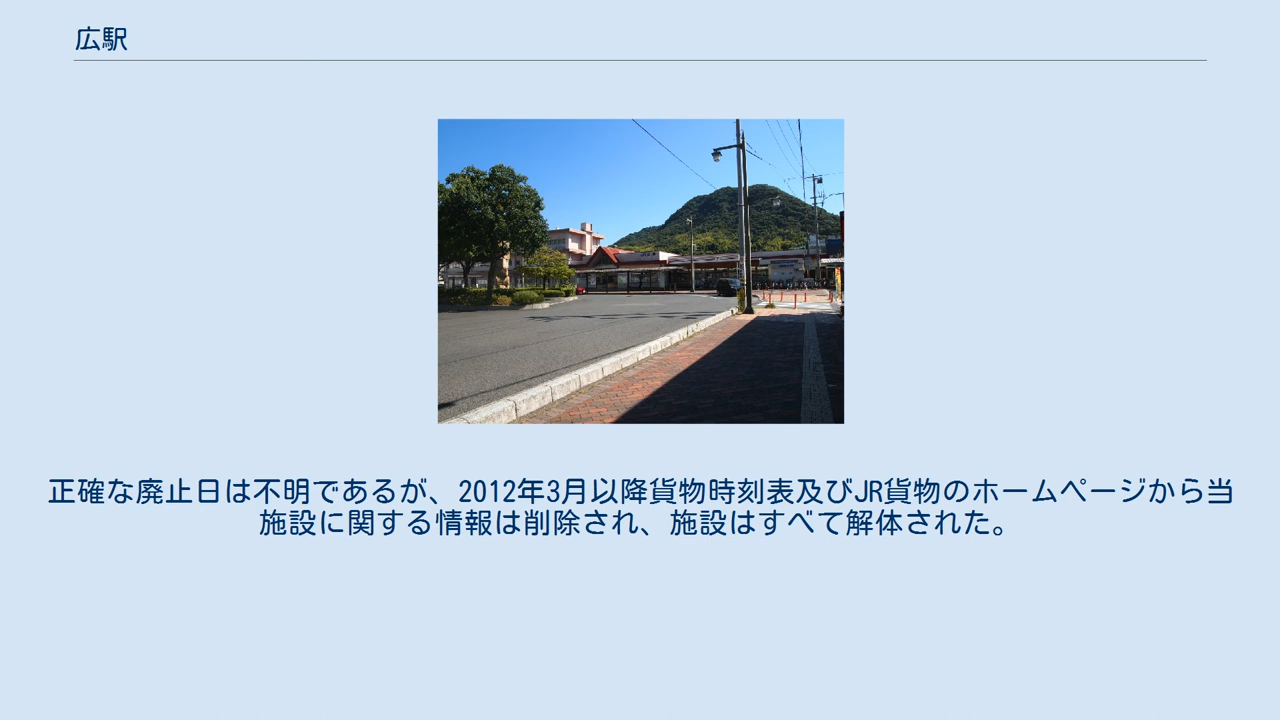 広駅
正確な廃止日は不明であるが、2012年3月以降貨物時刻表及びJR貨物のホームページから当
施設に関する情報は削除され、施設はすべて解体された。